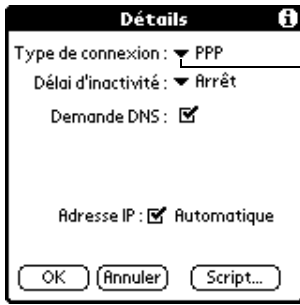 Détails
Type de connexion : PPP
Délai d'inactivité : Arrêt
Demande DNS :
Adresse IP : Automatique
OK Annuler Script...